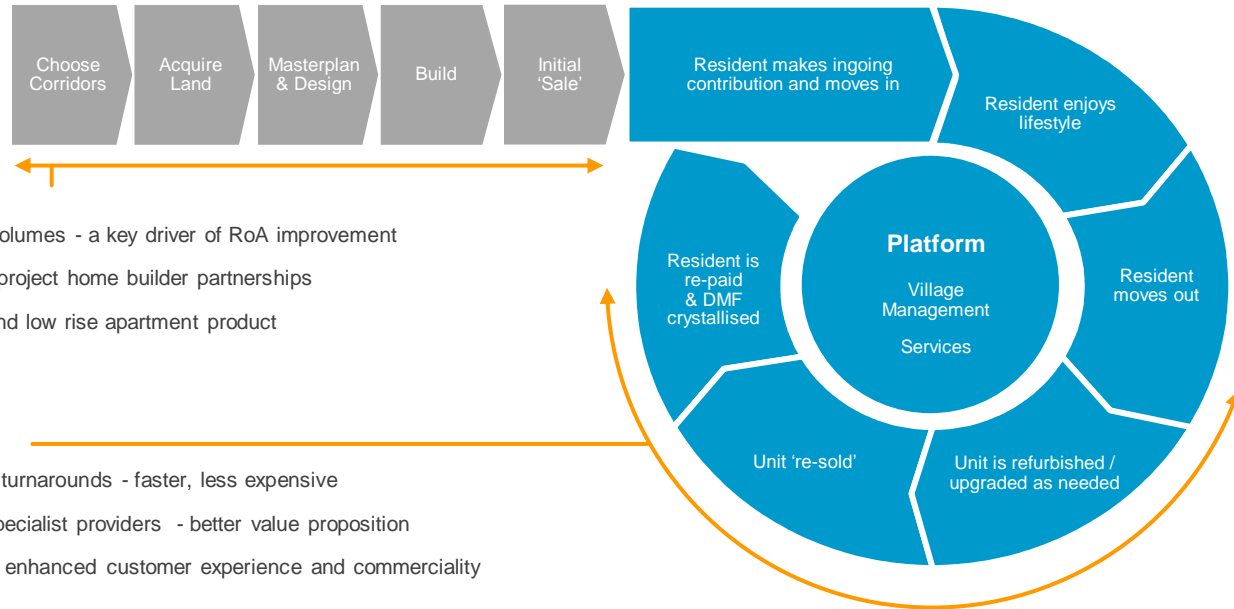 Choose
Corridors
Acquire
Land
Masterplan
& Design
Build
Initial
‘Sale’
Resident makes ingoing
contribution and moves in
Resident enjoys
lifestyle
Resident
moves out
Unit is refurbished /
upgraded as needed
Unit ‘re-sold’
Resident is
re-paid
& DMF
crystallised
Platform
Village
Management
Services
- a key driver of RoA improvement
project home builder partnerships
low rise apartment product
turnarounds - faster, less expensive
providers - better value proposition
enhanced customer experience and commerciality